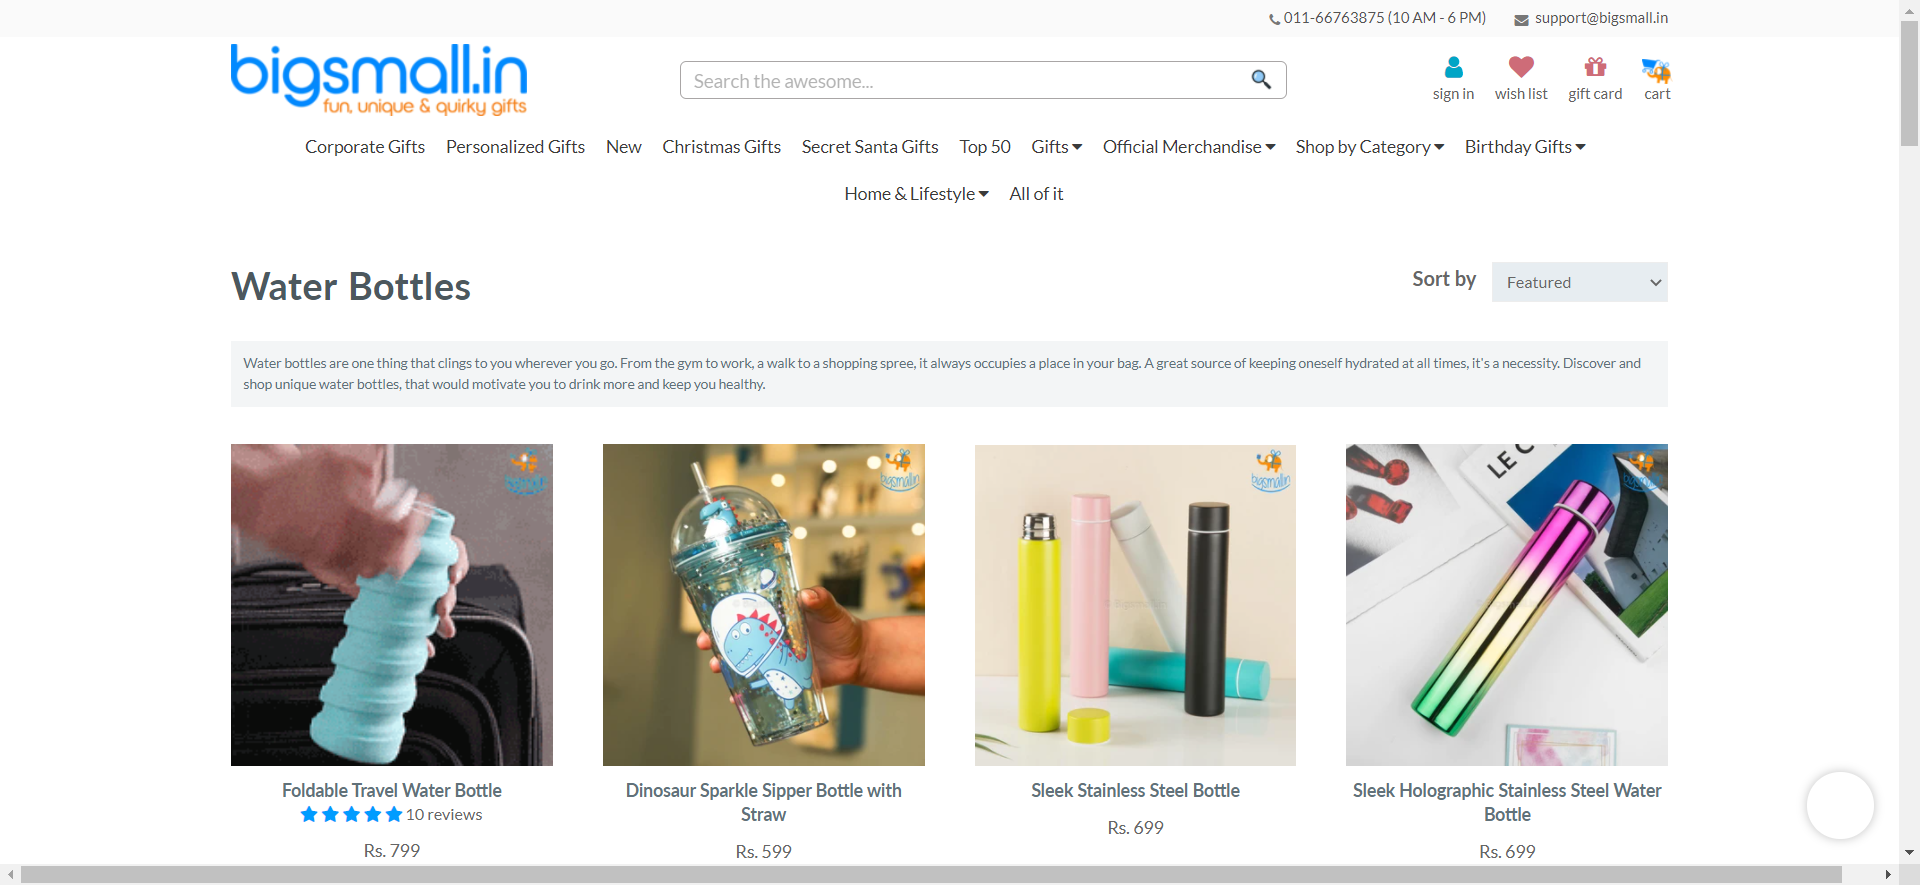 011-66763875 (10 AM - 6 PM) support@bigsmall.in
bigsmall.in
fun, unique & quirky gifts
Search the awesome...
sign in wish list gift card cart
Corporate Gifts Personalized Gifts New Christmas Gifts Secret Santa Gifts Top 50 Gifts Official Merchandise Shop by Category Birthday Gifts
Home & Lifestyle All of it
Water Bottles
Sort by Featured
Water bottles are one thing that clings to you wherever you go. From the gym to work, a walk to a shopping spree, it always occupies a place in your bag. A great source of keeping oneself hydrated at all times, it's a necessity. Discover and
shop unique water bottles, that would motivate you to drink more and keep you healthy.
bigsmall.in
bigsmall.in
bigsmall.in
LE C
Foldable Travel Water Bottle
10 reviews
Rs. 799
Dinosaur Sparkle Sipper Bottle with
Straw
Rs. 599
Sleek Stainless Steel Bottle
Rs. 699
Sleek Holographic Stainless Steel Water
Bottle
Rs. 699